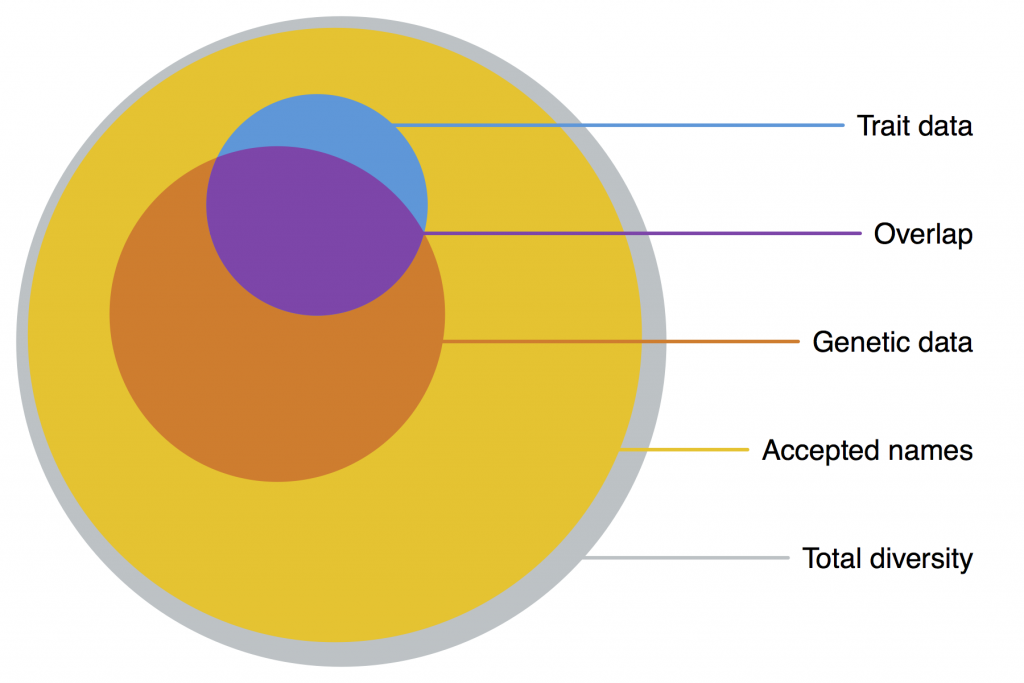 Trait data
Overlap
Genetic data
Accepted names
Total diversity